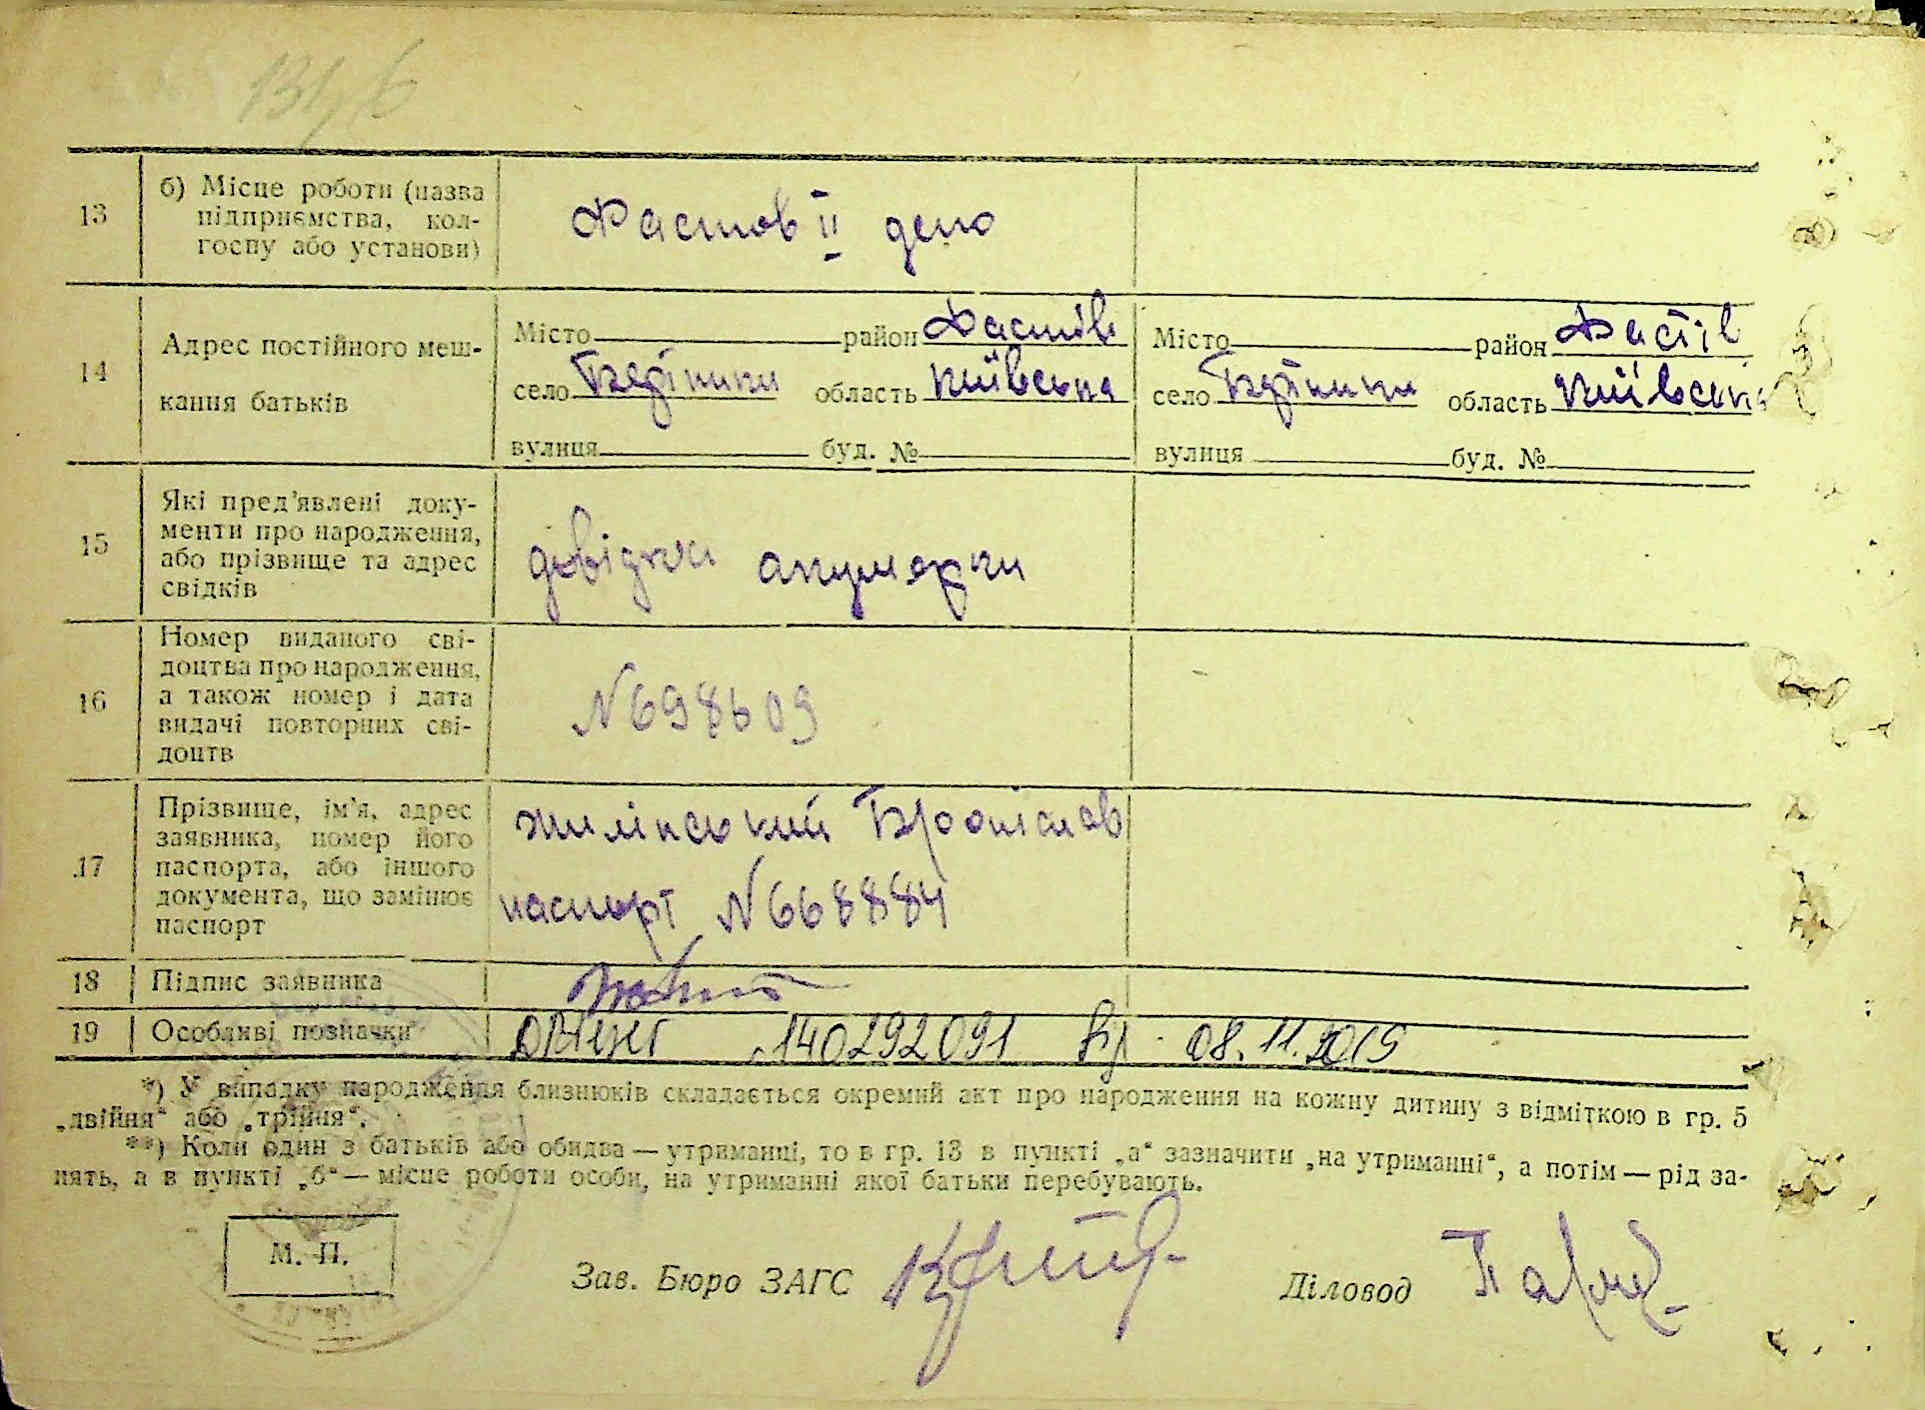 13 б) Місце роботи (назва
підприємства, кол-
госпу або установи)
Фастов II депо
14 Адрес постійного меш-
кання батьків
Місто район Фастів
село область Київська
вулиця буд. №
Місто район Фастів
село область Київська
вулиця буд. №
15 Які пред'явлені доку-
менти про народження,
або прізвище та адрес
свідків
довідка акушерки
16 Номер виданого сві-
доцтва про народження,
а також номер і дата
видачі повторних сві-
доцтв
N698609
17 Прізвище, ім'я, адрес
заявника, номер його
паспорта, або іншого
документа, що замінює
паспорт
Жилінський Броніслав
паспорт N668884
18 Підпис заявника
19 Особливі позначки
140292091 08.11.2019
*) У випадку народження близнюків складається окремий акт про народження на кожну дитину з відміткою в гр. 5
„двійня" або „трійня".
**) Коли один з батьків або обидва — утриманці, то в гр. 13 в пункті „а" зазначити „на утриманні", а потім — рід за-
нять, а в пункті „б" — місце роботи особи, на утриманні якої батьки перебувають.
М. П.
Зав. Бюро ЗАГС
Діловод